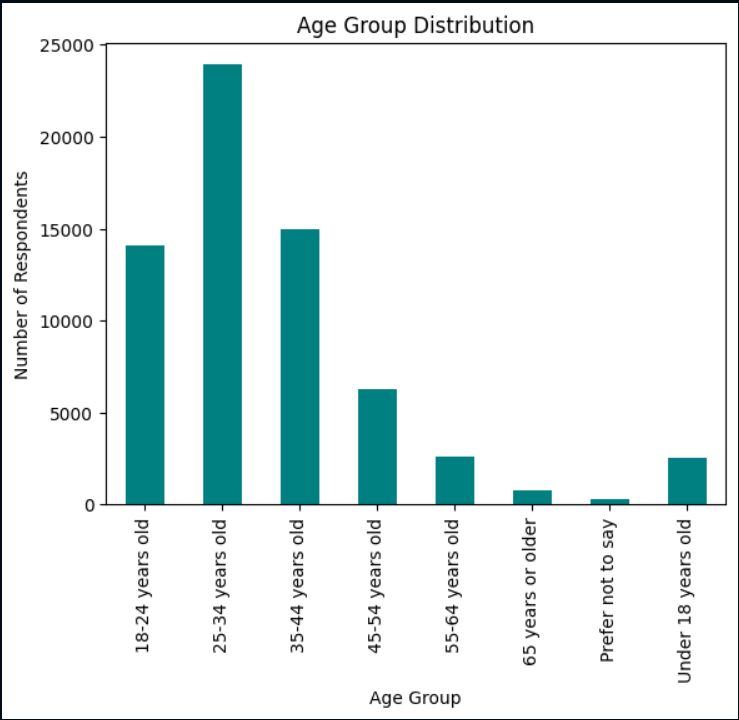 Age Group Distribution
Number of Respondents
25000
20000
15000
10000
5000
0
18-24 years old
25-34 years old
35-44 years old
45-54 years old
55-64 years old
65 years or older
Prefer not to say
Under 18 years old
Age Group